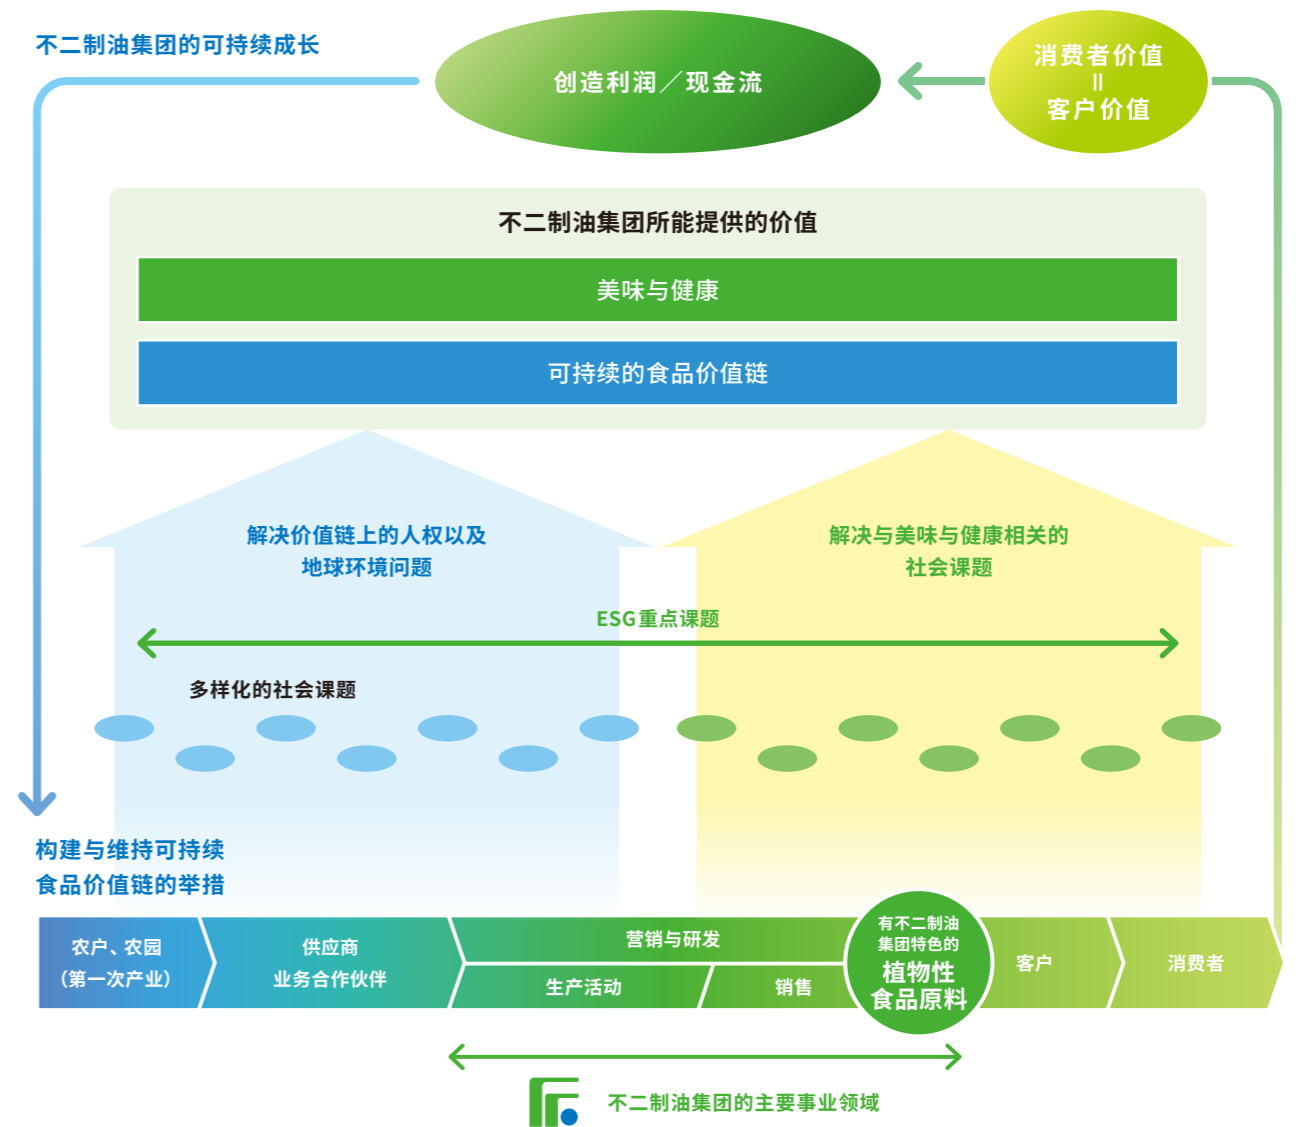 不二制油集团的可持续成长
创造利润／现金流
消费者价值
＝
客户价值
不二制油集团所能提供的价值
美味与健康
可持续的食品价值链
解决价值链上的人权以及
地球环境问题
解决与美味与健康相关的
社会课题
ESG重点课题
多样化的社会课题
构建与维持可持续
食品价值链的举措
农户、农园
（第一次产业）
供应商
业务合作伙伴
营销与研发
生产活动
销售
有不二制油
集团特色的
植物性
食品原料
客户
消费者
不二制油集团的主要事业领域